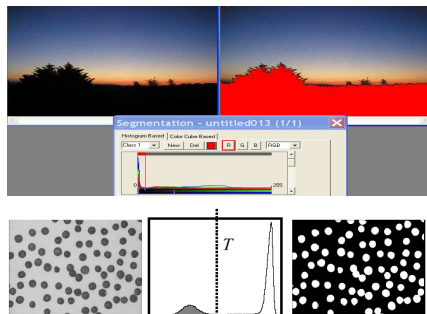 Segmentation - untitled013 (1/1)
Histogram Based Color Cube Based
Class 1 New Del R G B RGB
0 255
T